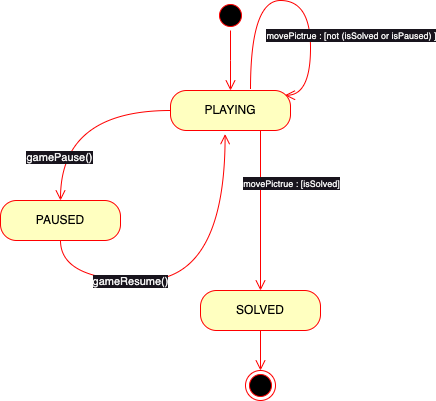 movePictrue : [not (isSolved or isPaused) ]
PLAYING
gamePause()
movePictrue : [isSolved]
PAUSED
gameResume()
SOLVED